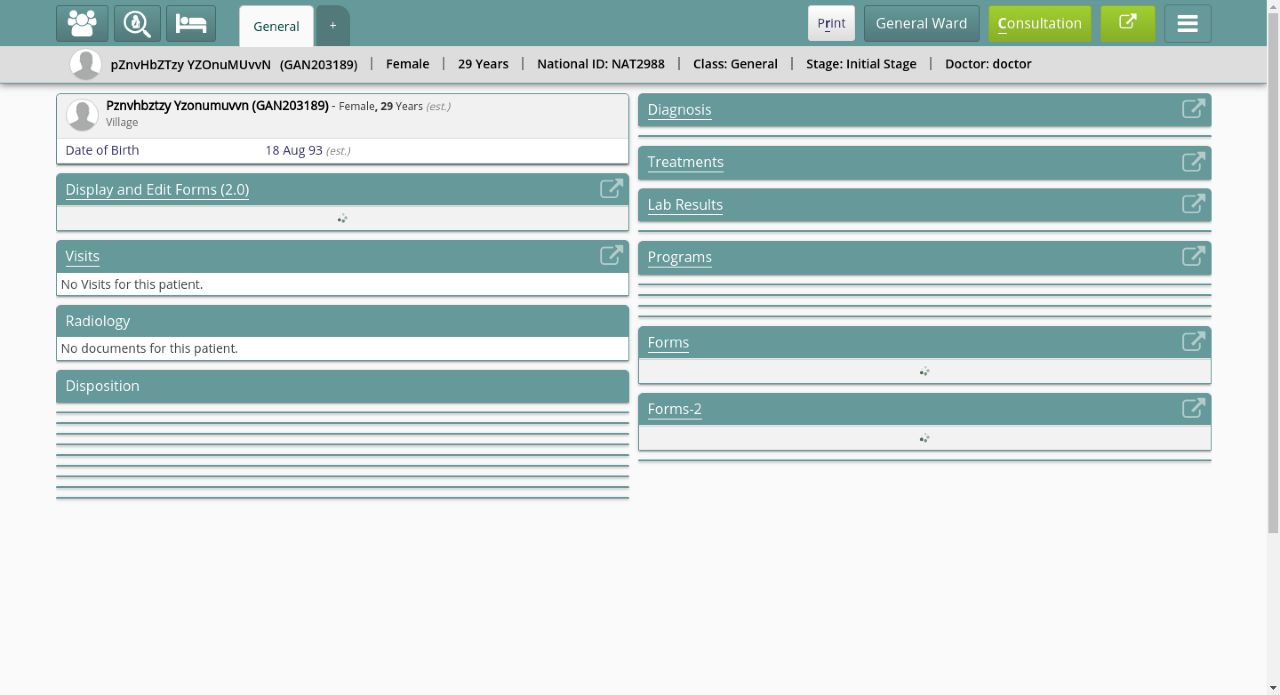 General
+
Print
General Ward
Consultation
pZnvHbZTzy YZOnuMUvvN (GAN203189) | Female | 29 Years | National ID: NAT2988 | Class: General | Stage: Initial Stage | Doctor: doctor
Pznvhbztzy Yzonumuvvn (GAN203189) - Female, 29 Years (est.)
Village
Date of Birth 18 Aug 93 (est.)
Display and Edit Forms (2.0)
Visits
No Visits for this patient.
Radiology
No documents for this patient.
Disposition
Diagnosis
Treatments
Lab Results
Programs
Forms
Forms-2